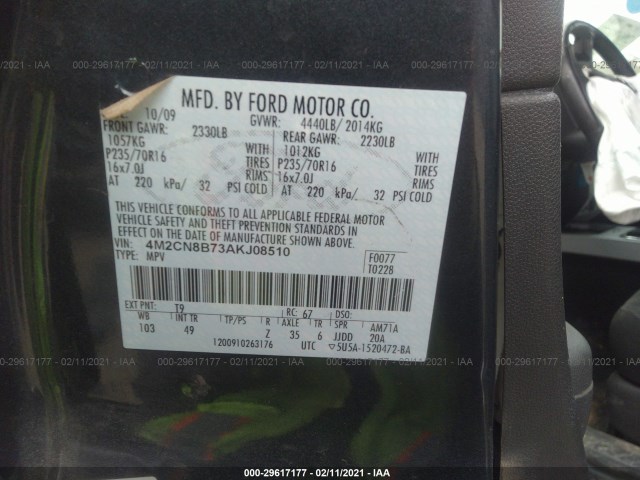 000-29617177 - 02/11/2021 - IAA
MFD. BY FORD MOTOR CO.
10/09 GVWR: 4440LB/ 2014KG
FRONT GAWR: 2330LB REAR GAWR: 2230LB
1057KG 1012KG
P235/70R16 TIRES P235/70R16 TIRES
16x7.0J RIMS 16x7.0J RIMS
AT 220 kPa/ 32 PSI COLD AT 220 kPa/ 32 PSI COLD
THIS VEHICLE CONFORMS TO ALL APPLICABLE FEDERAL MOTOR
VEHICLE SAFETY AND THEFT PREVENTION STANDARDS IN
EFFECT ON THE DATE OF MANUFACTURE SHOWN ABOVE.
VIN: 4M2CN8B73AKJ08510 F0077
TYPE: MPV T0228
EXT PNT: T9 RC: 67 DSO:
WB INT TR TP/PS R AXLE TR SPR AM71A
103 49 Z 35 6 JJDD 20A
1200910263176 UTC ▽5U5A-1520472-BA
000-29617177 - 02/11/2021 - IAA